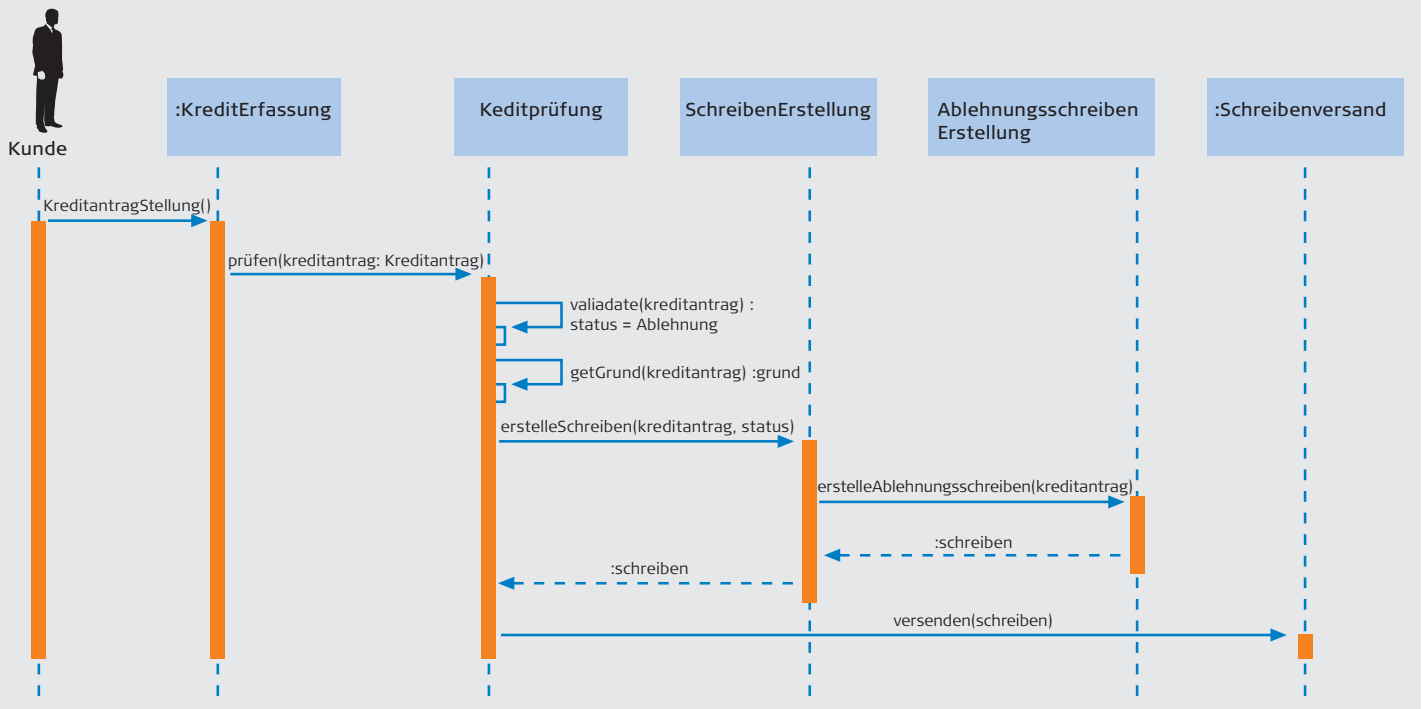 Kunde
:KreditErfassung
Keditprüfung
SchreibenErstellung
Ablehnungsschreiben
Erstellung
:Schreibenversand
KreditantragStellung()
prüfen(kreditantrag: Kreditantrag)
valiadate(kreditantrag) :
status = Ablehnung
getGrund(kreditantrag) :grund
erstelleSchreiben(kreditantrag, status)
erstelleAblehnungsschreiben(kreditantrag)
:schreiben
:schreiben
versenden(schreiben)